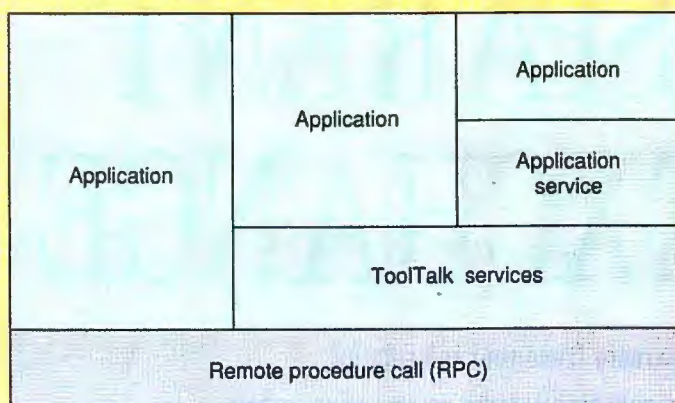 Application
Application
Application
Application
service
ToolTalk services
Remote procedure call (RPC)